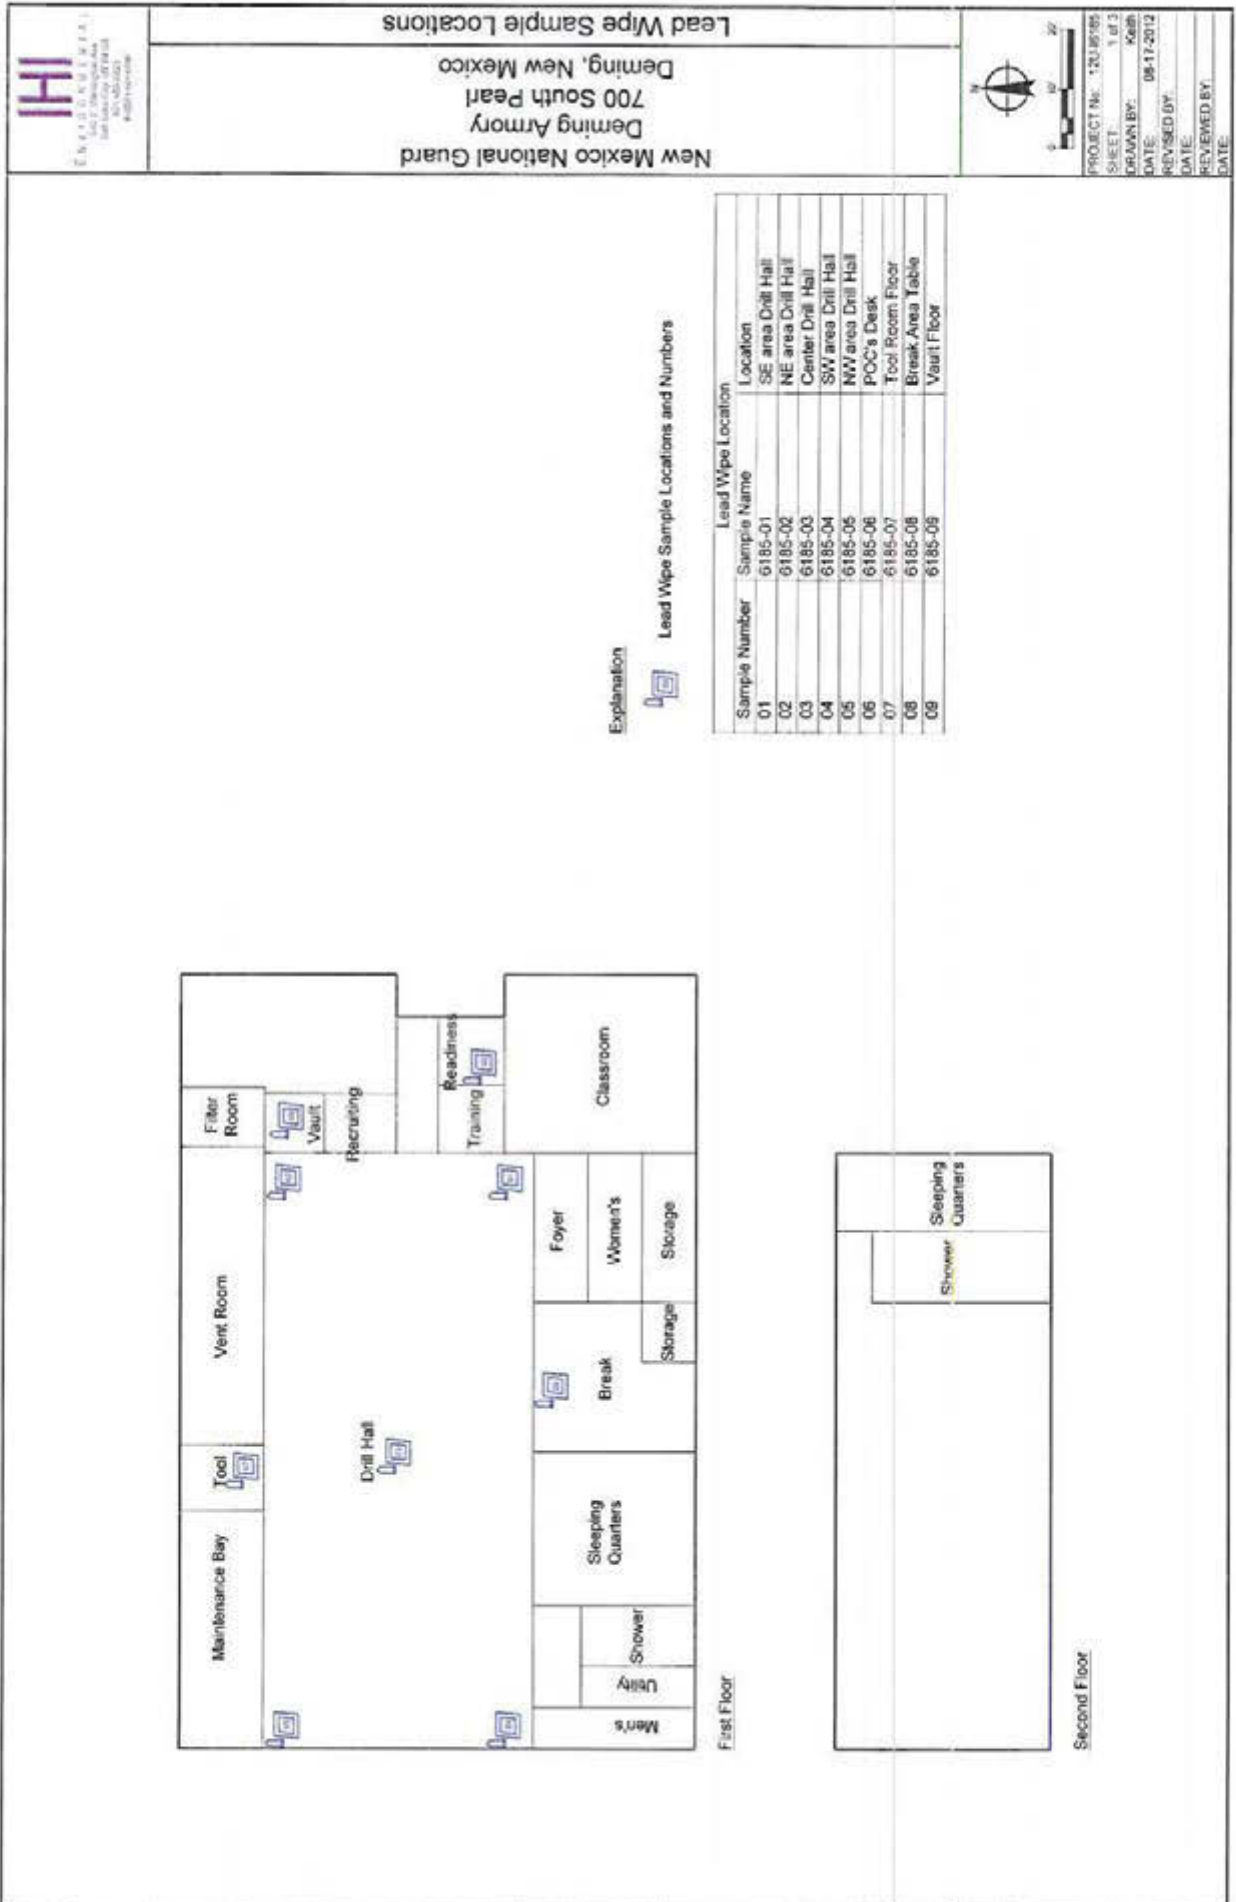 IHI
ENVIRONMENTAL
New Mexico National Guard
Deming Armory
700 South Pearl
Deming, New Mexico
Lead Wipe Sample Locations
N
0 10' 20'
PROJECT No:
SHEET: 1 of 3
DRAWN BY: Keith
DATE: 08-17-2012
REVISED BY:
DATE:
REVIEWED BY:
DATE:
Explanation
Lead Wipe Sample Locations and Numbers
Lead Wipe Location
Sample Number Sample Name Location
01 6185-01 SE area Drill Hall
02 6185-02 NE area Drill Hall
03 6185-03 Center Drill Hall
04 6185-04 SW area Drill Hall
05 6185-05 NW area Drill Hall
06 6185-06 POC's Desk
07 6185-07 Tool Room Floor
08 6185-08 Break Area Table
09 6185-09 Vault Floor
Maintenance Bay
Tool
Vent Room
Filter
Room
Vault
Recruiting
Drill Hall
Training
Readiness
Classroom
Foyer
Women's
Storage
Storage
Break
Sleeping
Quarters
Shower
Utility
Men's
First Floor
Shower
Sleeping
Quarters
Second Floor